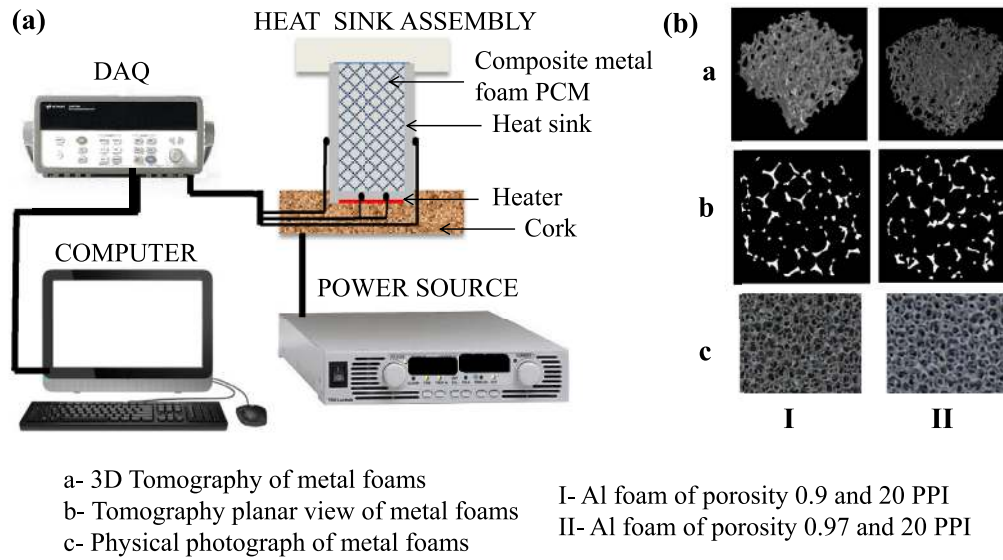 (a)
HEAT SINK ASSEMBLY
DAQ
Composite metal
foam PCM
Heat sink
Heater
Cork
COMPUTER
POWER SOURCE
(b)
a
b
c
I
II
a- 3D Tomography of metal foams
b- Tomography planar view of metal foams
c- Physical photograph of metal foams
I- Al foam of porosity 0.9 and 20 PPI
II- Al foam of porosity 0.97 and 20 PPI